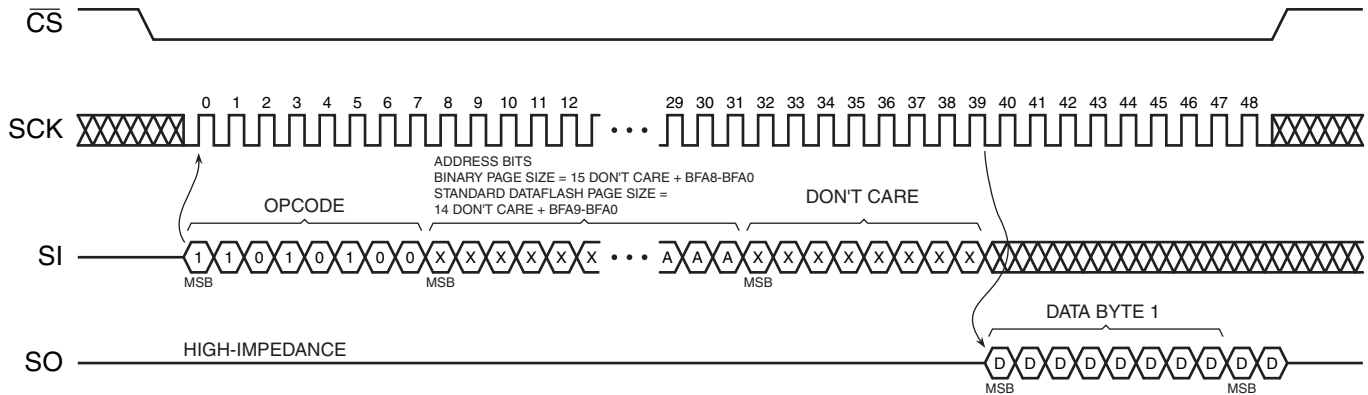 CS
SCK
0 1 2 3 4 5 6 7 8 9 10 11 12 • • • 29 30 31 32 33 34 35 36 37 38 39 40 41 42 43 44 45 46 47 48
ADDRESS BITS
BINARY PAGE SIZE = 15 DON'T CARE + BFA8-BFA0
STANDARD DATAFLASH PAGE SIZE =
14 DON'T CARE + BFA9-BFA0
OPCODE
DON'T CARE
SI
1 1 0 1 0 1 0 0 X X X X X X • • • A A A X X X X X X X X
MSB MSB MSB
DATA BYTE 1
SO
HIGH-IMPEDANCE
D D D D D D D D D D
MSB MSB